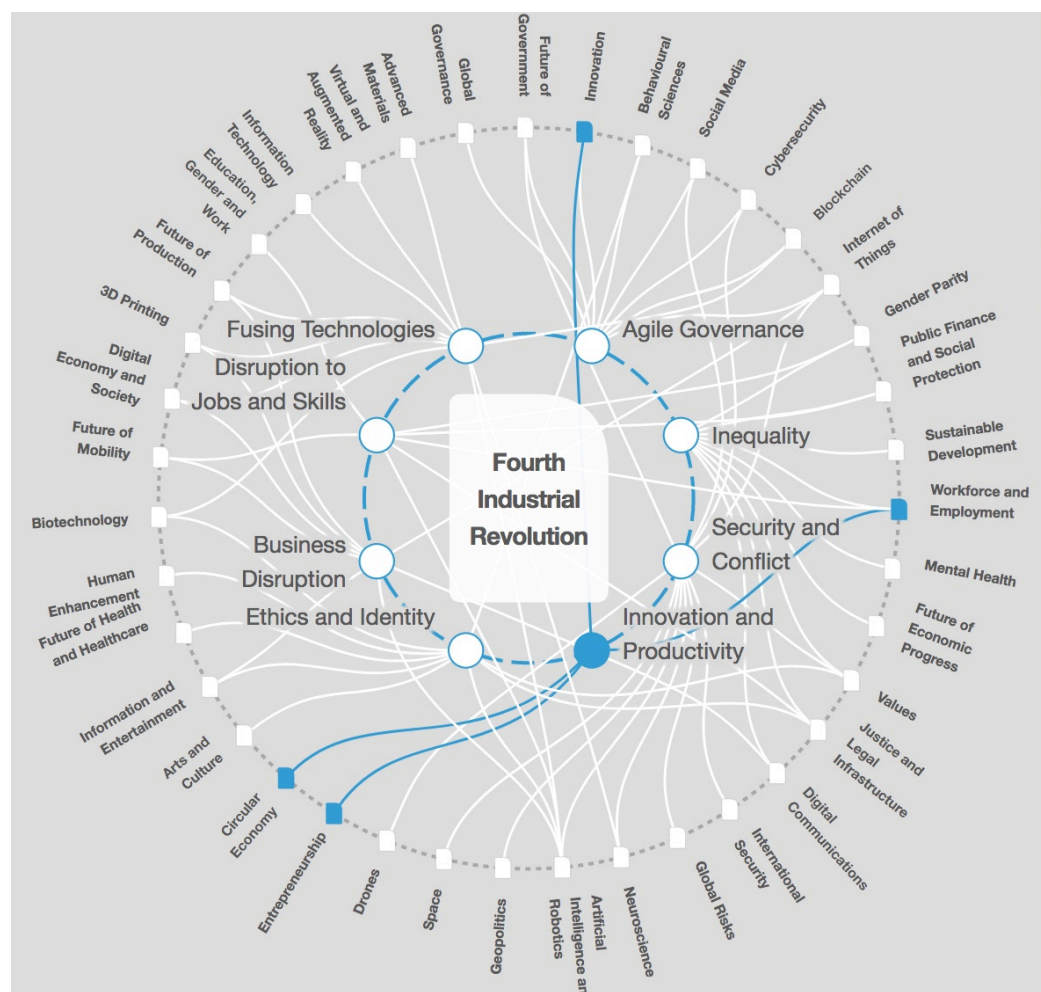 Innovation
Behavioural
Sciences
Social Media
Cybersecurity
Blockchain
Internet of
Things
Gender Parity
Public Finance
and Social
Protection
Sustainable
Development
Workforce and
Employment
Mental Health
Future of
Economic
Progress
Values
Justice and
Legal
Infrastructure
Digital
Communications
International
Security
Global Risks
Neuroscience
Artificial
Intelligence an
Robotics
Geopolitics
Space
Drones
Entrepreneurship
Circular
Economy
Arts and
Culture
Information and
Entertainment
Future of Health
and Healthcare
Human
Enhancement
Biotechnology
Future of
Mobility
Digital
Economy and
Society
3D Printing
Future of
Production
Education,
Gender and
Work
Information
Technology
Virtual and
Augmented
Reality
Advanced
Materials
Global
Governance
Future of
Government
Fusing Technologies
Agile Governance
Disruption to
Jobs and Skills
Inequality
Fourth
Industrial
Revolution
Security and
Conflict
Business
Disruption
Ethics and Identity
Innovation and
Productivity